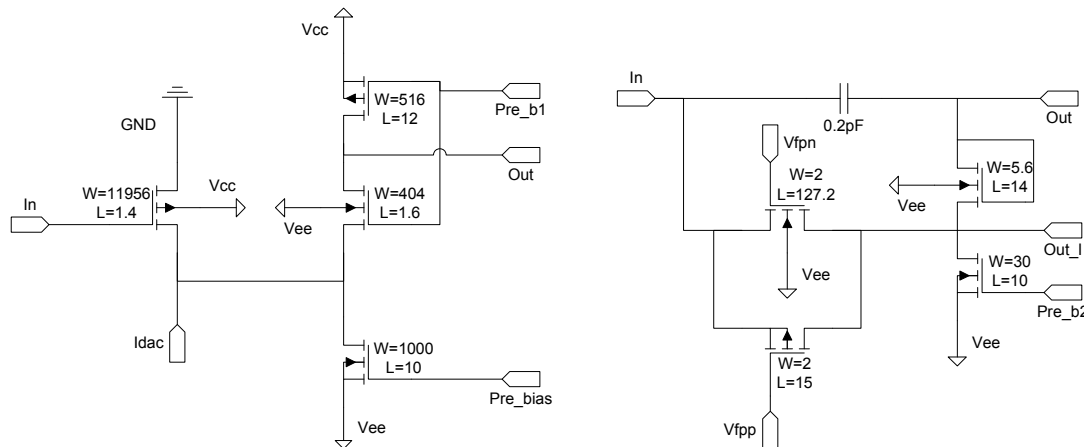 Vcc
W=516
L=12
Pre_b1
GND
Out
W=11956
L=1.4
Vcc
In
W=404
L=1.6
Vee
Idac
W=1000
L=10
Pre_bias
Vee
In
0.2pF
Out
Vfpn
W=2
L=127.2
W=5.6
L=14
Vee
Out_I
Vee
W=30
L=10
Pre_b2
W=2
L=15
Vee
Vfpp